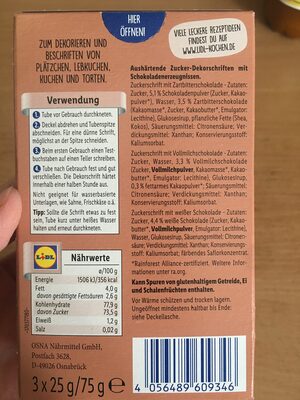 HIER
ÖFFNEN!
ZUM DEKORIEREN
UND
BESCHRIFTEN VON
PLÄTZCHEN, LEBKUCHEN,
KUCHEN UND TORTEN.
VIELE LECKERE REZEPTIDEEN
FINDEST DU AUF
WWW.LIDL-KOCHEN.DE
Verwendung
1. Tube vor Gebrauch durchkneten.
2. Deckel abdrehen und Tubenspitze
abschneiden. Für eine dünne Schrift,
möglichst an der Spitze schneiden.
3. Beim ersten Gebrauch einen Test-
buchstaben auf einen Teller schreiben.
4. Tube nach Gebrauch fest und gut
verschließen. Die Dekorschrift härtet
innerhalb einer halben Stunde aus.
Nicht geeignet für wasserbasierte
Unterlagen, wie Sahne, Frischkäse o.Ä.
Tipp: Sollte die Schrift etwas zu fest
sein, Tube kurz unter heißes Wasser
halten und erneut durchkneten.
LIDL
Nährwerte
ø/100 g
Energie 1506 kJ/356 kcal
Fett 4,0 g
davon gesättigte Fettsäuren 2,6 g
Kohlenhydrate 77,9 g
davon Zucker 73,5 g
Eiweiß 1,2 g
Salz 0,02 g
OSNA Nährmittel GmbH,
Postfach 3628,
D-49026 Osnabrück
3 x 25 g/75 g e
Aushärtende Zucker-Dekorschriften mit
Schokoladenerzeugnissen.
Zuckerschrift mit Zartbitterschokolade - Zutaten:
Zucker, 5,1 % Schokoladenpulver (Zucker, Kakao-
pulver*), Wasser, 3,5 % Zartbitterschokolade
(Kakaomasse*, Zucker, Kakaobutter*, Emulgator:
Lecithine), Glukosesirup, pflanzliche Fette (Shea,
Kokos), Säuerungsmittel: Citronensäure; Ver-
dickungsmittel: Xanthan; Konservierungsstoff:
Kaliumsorbat.
Zuckerschrift mit Vollmilchschokolade - Zutaten:
Zucker, Wasser, 3,3 % Vollmilchschokolade
(Zucker, Vollmilchpulver, Kakaomasse*, Kakao-
butter*, Emulgator: Lecithine), Glukosesirup,
0,3 % fettarmes Kakaopulver*, Säuerungsmittel:
Citronensäure; Verdickungsmittel: Xanthan;
Konservierungsstoff: Kaliumsorbat.
Zuckerschrift mit weißer Schokolade - Zutaten:
Zucker, 4,4 % weiße Schokolade (Zucker, Kakao-
butter*, Vollmilchpulver, Emulgator: Lecithine),
Wasser, Glukosesirup, Säuerungsmittel: Citronen-
säure; Verdickungsmittel: Xanthan; Konservierungs-
stoff: Kaliumsorbat; färbendes Saflorkonzentrat.
*Rainforest Alliance-zertifiziert. Weitere Infor-
mationen unter ra.org.
Kann Spuren von glutenhaltigem Getreide, Ei
und Schalenfrüchten enthalten.
Vor Wärme schützen und trocken lagern.
Ungeöffnet mindestens haltbar bis Ende:
siehe Deckellasche.
4 056489 609346